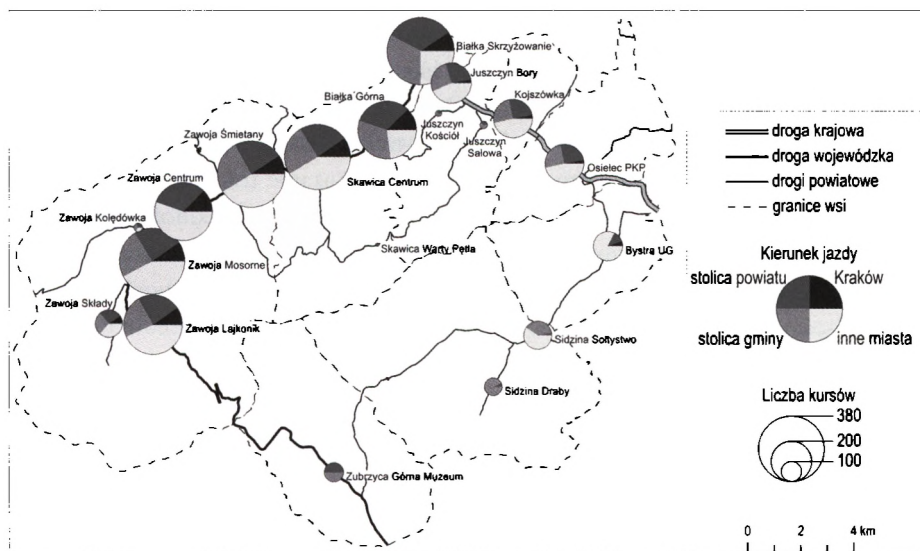 Białka Skrzyżowanie
Juszczyn Bory
Białka Górna
Kojszówka
Juszczyn
Kościół
Zawoja Śmietany
Juszczyn
Sałowa
Osielec PKP
Zawoja Centrum
Skawica Centrum
Zawoja Kolędówka
Skawica Warty Pętla
Bystra UG
Zawoja Mosorne
Zawoja Składy
Zawoja Lajkonik
Sidzina Sołtystwo
Sidzina Draby
Zubrzyca Górna Muzeum
droga krajowa
droga wojewódzka
drogi powiatowe
granice wsi
Kierunek jazdy
stolica powiatu Kraków
stolica gminy inne miasta
Liczba kursów
380
200
100
0 2 4 km